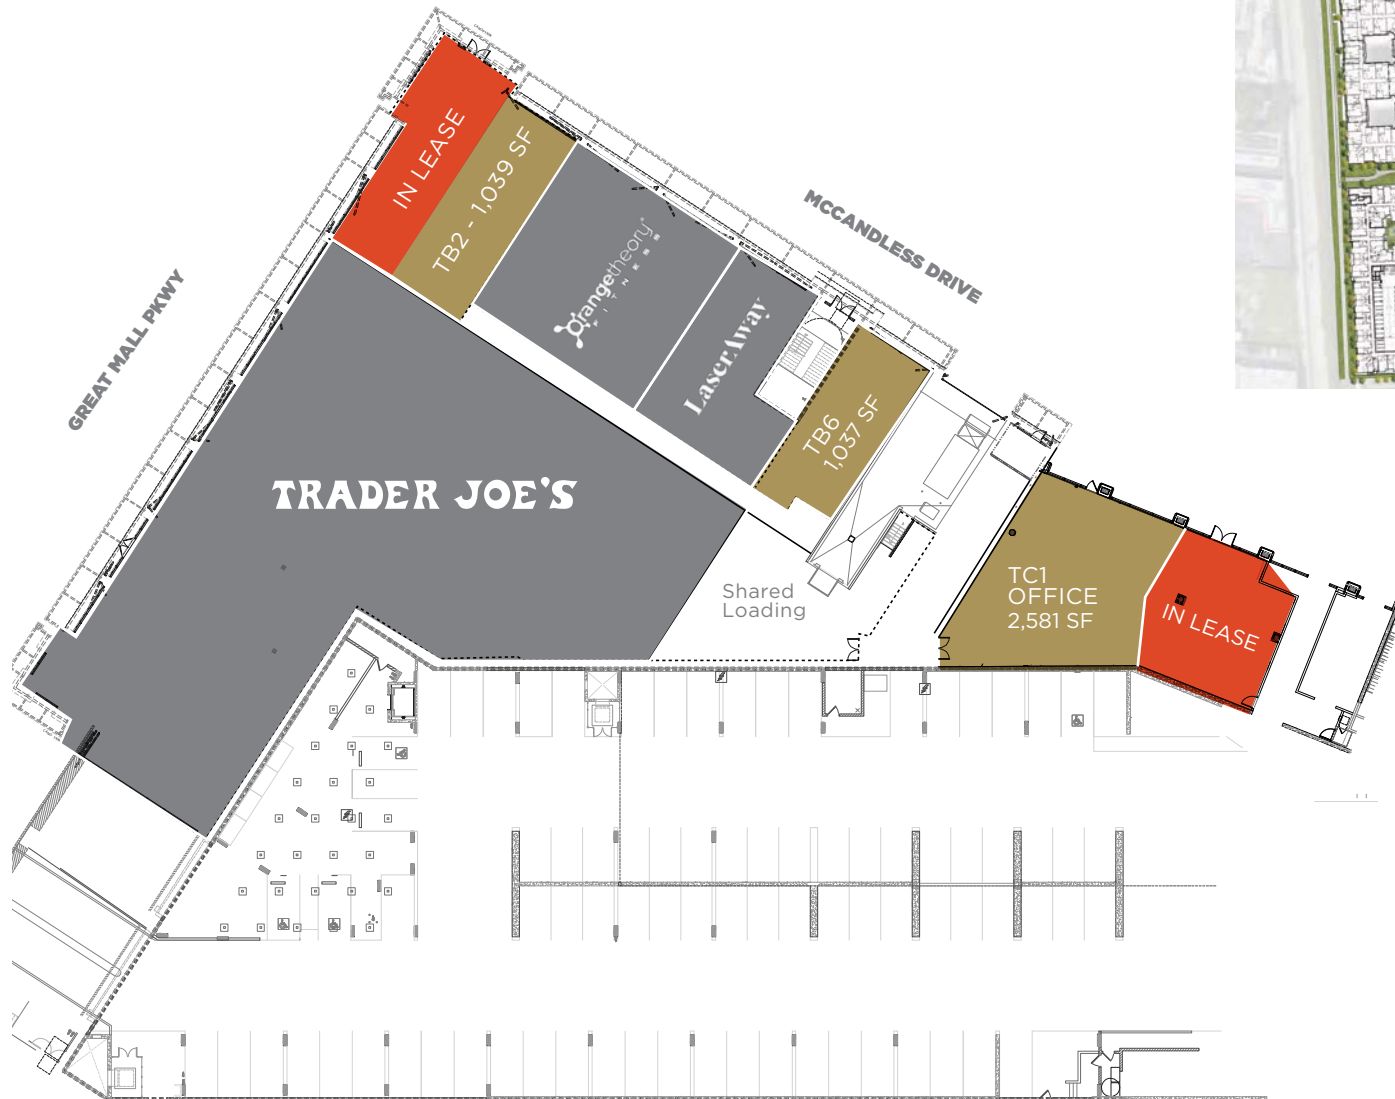 IN LEASE
TB2 - 1,039 SF
GREAT MALL PKWY
MCCANDLESS DRIVE
Orangetheory
FITNESS
LaserAway
TB6
1,037 SF
TRADER JOE'S
Shared
Loading
TC1
OFFICE
2,581 SF
IN LEASE